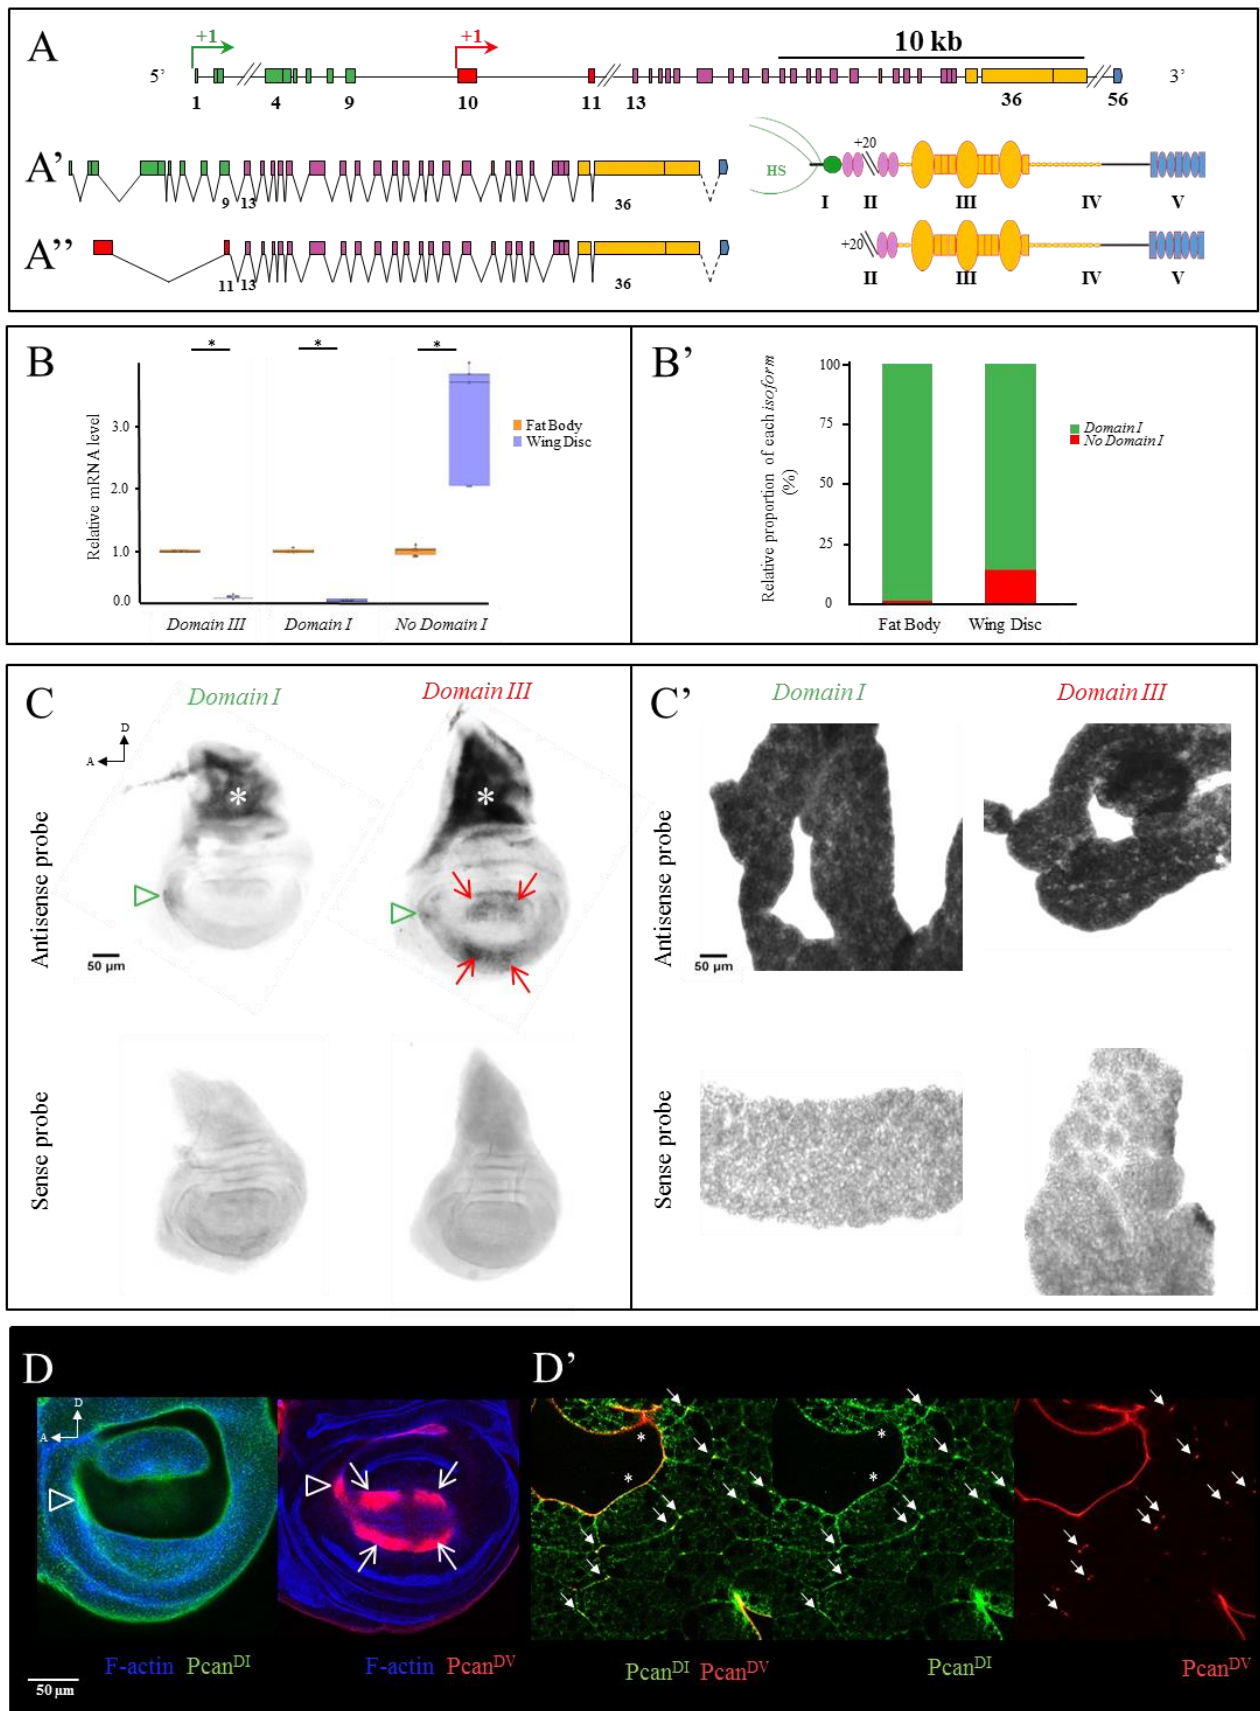 A
+1
+1
10 kb
5'
3'
1
4
9
10
11
13
36
56
A'
9
13
36
HS
+20
I
II
III
IV
V
A''
11
13
36
+20
II
III
IV
V
B
*
*
*
Relative mRNA level
3.0
2.0
1.0
0.0
Fat Body
Wing Disc
Domain III
Domain I
No Domain I
B'
Relative proportion of each isoform
(%)
100
75
50
25
0
Domain I
No Domain I
Fat Body
Wing Disc
C
Domain I
Domain III
D
A
*
*
Antisense probe
50 µm
Sense probe
C'
Domain I
Domain III
Antisense probe
50 µm
Sense probe
D
D
A
F-actin PcanDI
F-actin PcanDV
50 µm
D'
*
*
*
*
PcanDI PcanDV
PcanDI
PcanDV